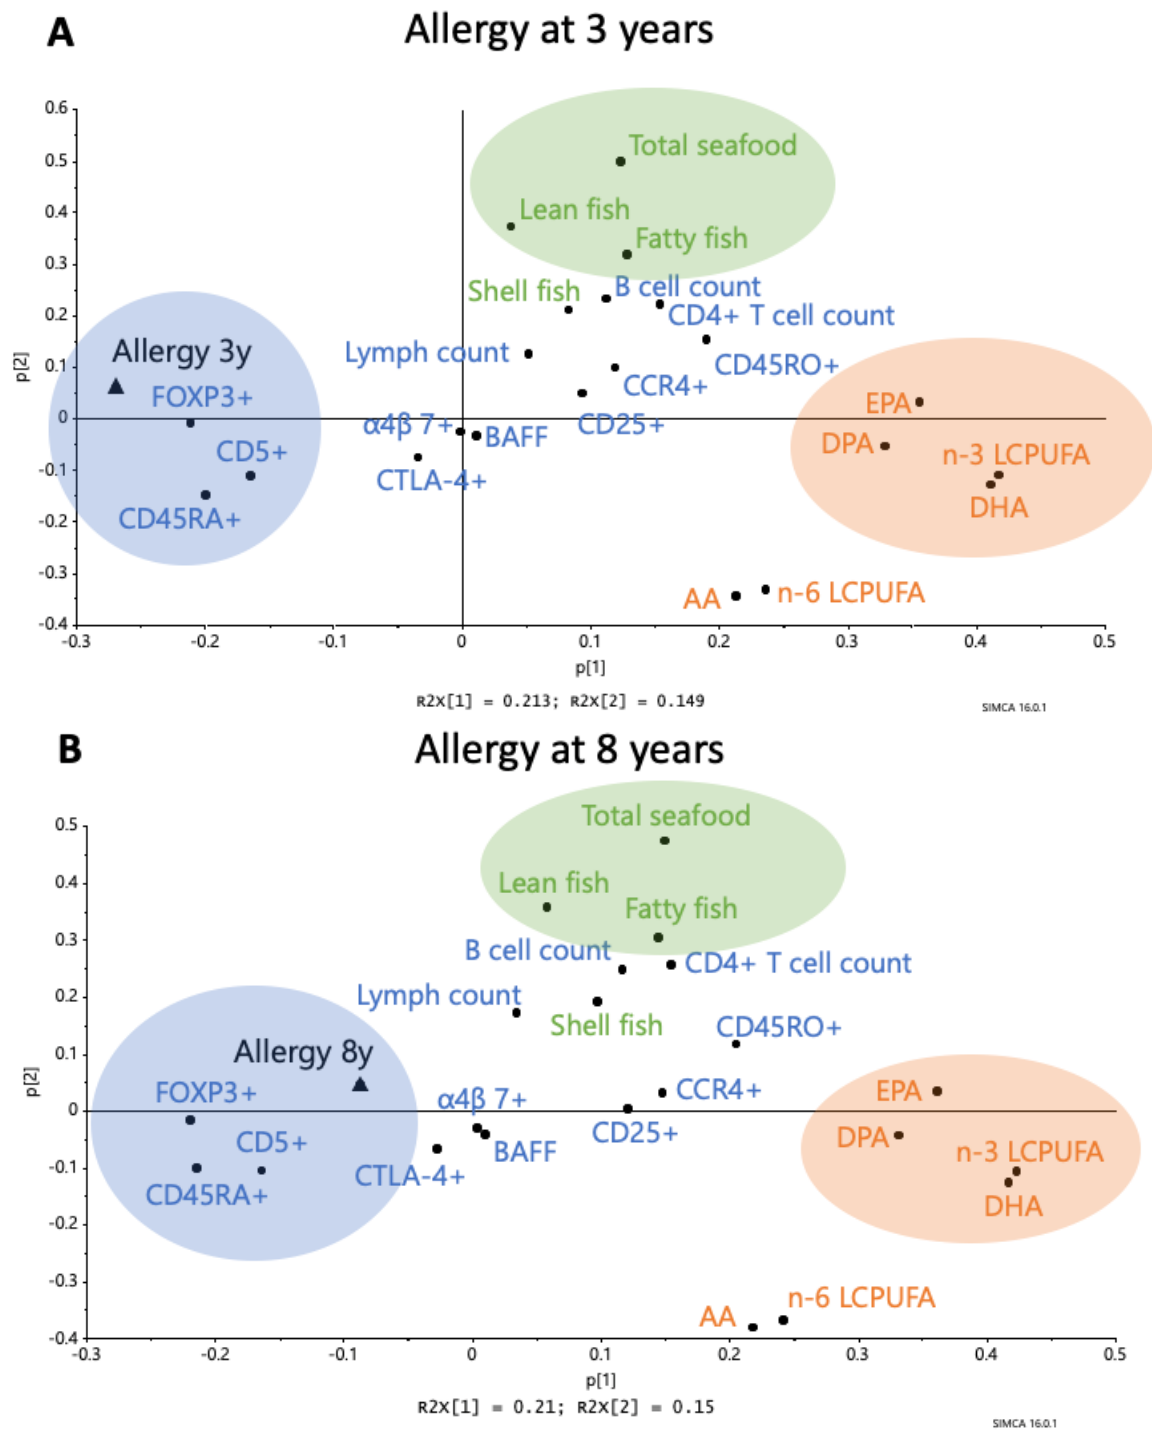 A
Allergy at 3 years
0.6
Total seafood
0.5
Lean fish
0.4
Fatty fish
0.3
Shell fish
B cell count
CD4+ T cell count
0.2
Allergy 3y
Lymph count
CD45RO+
p[2]
0.1
FOXP3+
CCR4+
EPA
0
α4β 7+
BAFF
CD25+
DPA
CD5+
n-3 LCPUFA
-0.1
CTLA-4+
CD45RA+
DHA
-0.2
-0.3
AA
n-6 LCPUFA
-0.4
-0.3 -0.2 -0.1 0 0.1 0.2 0.3 0.4 0.5
p[1]
R2X[1] = 0.213; R2X[2] = 0.149
SIMCA 16.0.1
B
Allergy at 8 years
0.5
Total seafood
0.4
Lean fish
Fatty fish
0.3
B cell count
CD4+ T cell count
0.2
Lymph count
Shell fish
CD45RO+
0.1
Allergy 8y
p[2]
FOXP3+
α4β 7+
CCR4+
EPA
0
CD5+
BAFF
CD25+
DPA
n-3 LCPUFA
-0.1
CD45RA+
CTLA-4+
DHA
-0.2
-0.3
AA
n-6 LCPUFA
-0.4
-0.3 -0.2 -0.1 0 0.1 0.2 0.3 0.4 0.5
p[1]
R2X[1] = 0.21; R2X[2] = 0.15
SIMCA 16.0.1